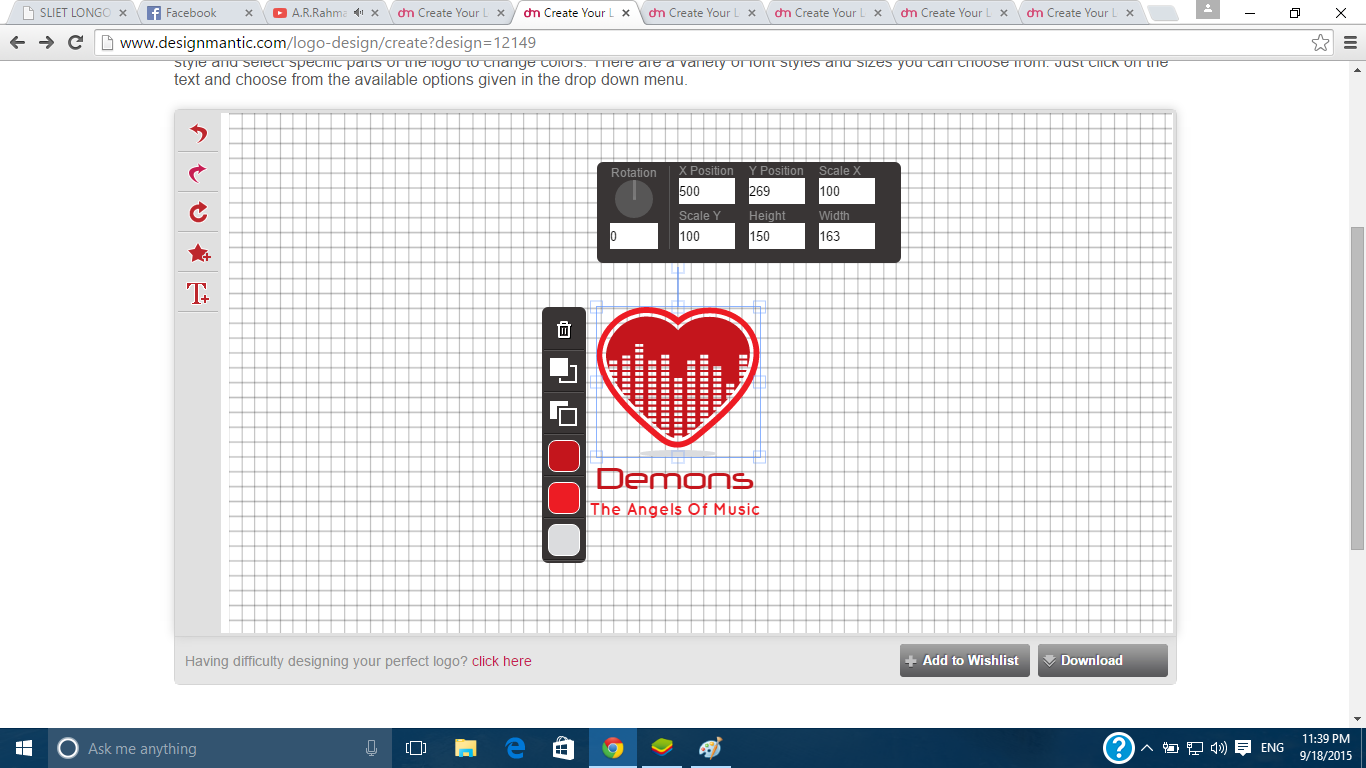 SLIET LONGO
Facebook
A.R.Rahma
Create Your L
Create Your L
Create Your L
Create Your L
Create Your L
Create Your L
www.designmantic.com/logo-design/create?design=12149
style and select specific parts of the logo to change colors. There are a variety of font styles and sizes you can choose from. Just click on the
text and choose from the available options given in the drop down menu.
Rotation
X Position
Y Position
Scale X
500
269
100
Scale Y
Height
Width
0
100
150
163
Demons
The Angels Of Music
Having difficulty designing your perfect logo? click here
Add to Wishlist
Download
Ask me anything
ENG
11:39 PM
9/18/2015